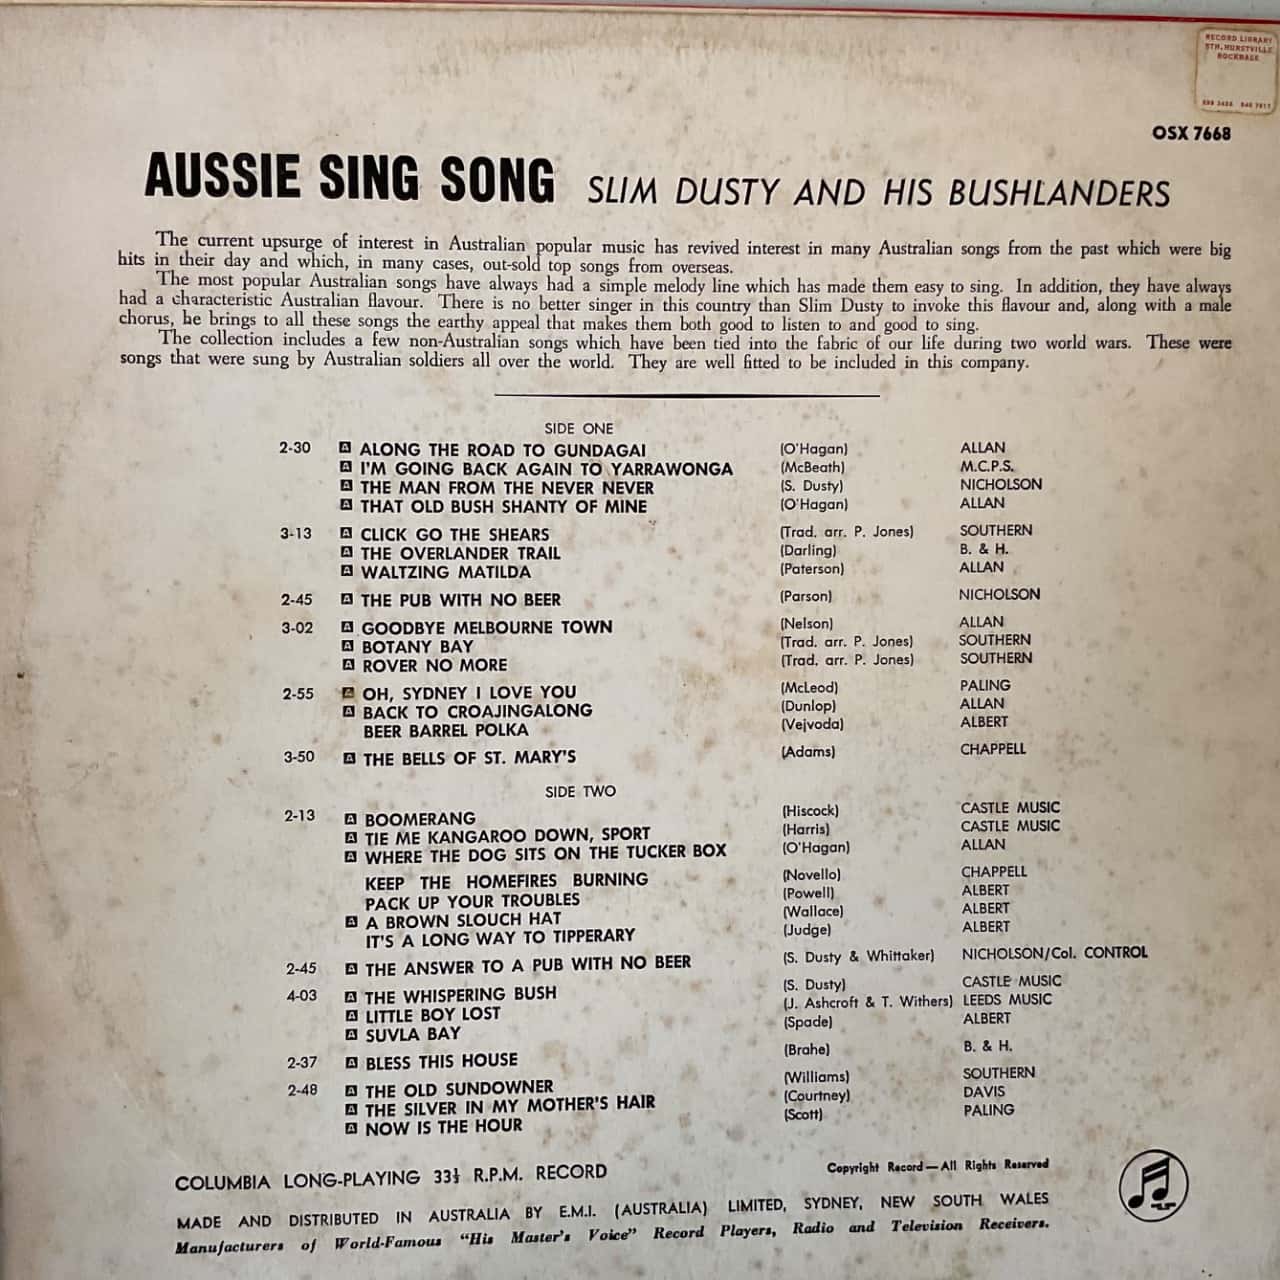 RECORD LIBRARY
STH. HURSTVILLE
ROCKDALE
OSX 7668
AUSSIE SING SONG SLIM DUSTY AND HIS BUSHLANDERS
The current upsurge of interest in Australian popular music has revived interest in many Australian songs from the past which were big
hits in their day and which, in many cases, out-sold top songs from overseas.
The most popular Australian songs have always had a simple melody line which has made them easy to sing. In addition, they have always
had a characteristic Australian flavour. There is no better singer in this country than Slim Dusty to invoke this flavour and, along with a male
chorus, he brings to all these songs the earthy appeal that makes them both good to listen to and good to sing.
The collection includes a few non-Australian songs which have been tied into the fabric of our life during two world wars. These were
songs that were sung by Australian soldiers all over the world. They are well fitted to be included in this company.
SIDE ONE
2-30 A ALONG THE ROAD TO GUNDAGAI (O'Hagan) ALLAN
A I'M GOING BACK AGAIN TO YARRAWONGA (McBeath) M.C.P.S.
A THE MAN FROM THE NEVER NEVER (S. Dusty) NICHOLSON
A THAT OLD BUSH SHANTY OF MINE (O'Hagan) ALLAN
3-13 A CLICK GO THE SHEARS (Trad. arr. P. Jones) SOUTHERN
A THE OVERLANDER TRAIL (Darling) B. & H.
A WALTZING MATILDA (Paterson) ALLAN
2-45 A THE PUB WITH NO BEER (Parson) NICHOLSON
3-02 A GOODBYE MELBOURNE TOWN (Nelson) ALLAN
A BOTANY BAY (Trad. arr. P. Jones) SOUTHERN
A ROVER NO MORE (Trad. arr. P. Jones) SOUTHERN
2-55 A OH, SYDNEY I LOVE YOU (McLeod) PALING
A BACK TO CROAJINGALONG (Dunlop) ALLAN
BEER BARREL POLKA (Vejvoda) ALBERT
3-50 A THE BELLS OF ST. MARY'S (Adams) CHAPPELL
SIDE TWO
2-13 A BOOMERANG (Hiscock) CASTLE MUSIC
A TIE ME KANGAROO DOWN, SPORT (Harris) CASTLE MUSIC
A WHERE THE DOG SITS ON THE TUCKER BOX (O'Hagan) ALLAN
KEEP THE HOMEFIRES BURNING (Novello) CHAPPELL
PACK UP YOUR TROUBLES (Powell) ALBERT
A A BROWN SLOUCH HAT (Wallace) ALBERT
IT'S A LONG WAY TO TIPPERARY (Judge) ALBERT
2-45 A THE ANSWER TO A PUB WITH NO BEER (S. Dusty & Whittaker) NICHOLSON/Col. CONTROL
4-03 A THE WHISPERING BUSH (S. Dusty) CASTLE MUSIC
A LITTLE BOY LOST (J. Ashcroft & T. Withers) LEEDS MUSIC
A SUVLA BAY (Spade) ALBERT
2-37 A BLESS THIS HOUSE (Brahe) B. & H.
2-48 A THE OLD SUNDOWNER (Williams) SOUTHERN
A THE SILVER IN MY MOTHER'S HAIR (Courtney) DAVIS
A NOW IS THE HOUR (Scott) PALING
COLUMBIA LONG-PLAYING 33⅓ R.P.M. RECORD Copyright Record—All Rights Reserved
MADE AND DISTRIBUTED IN AUSTRALIA BY E.M.I. (AUSTRALIA) LIMITED, SYDNEY, NEW SOUTH WALES
Manufacturers of World-Famous "His Master's Voice" Record Players, Radio and Television Receivers.